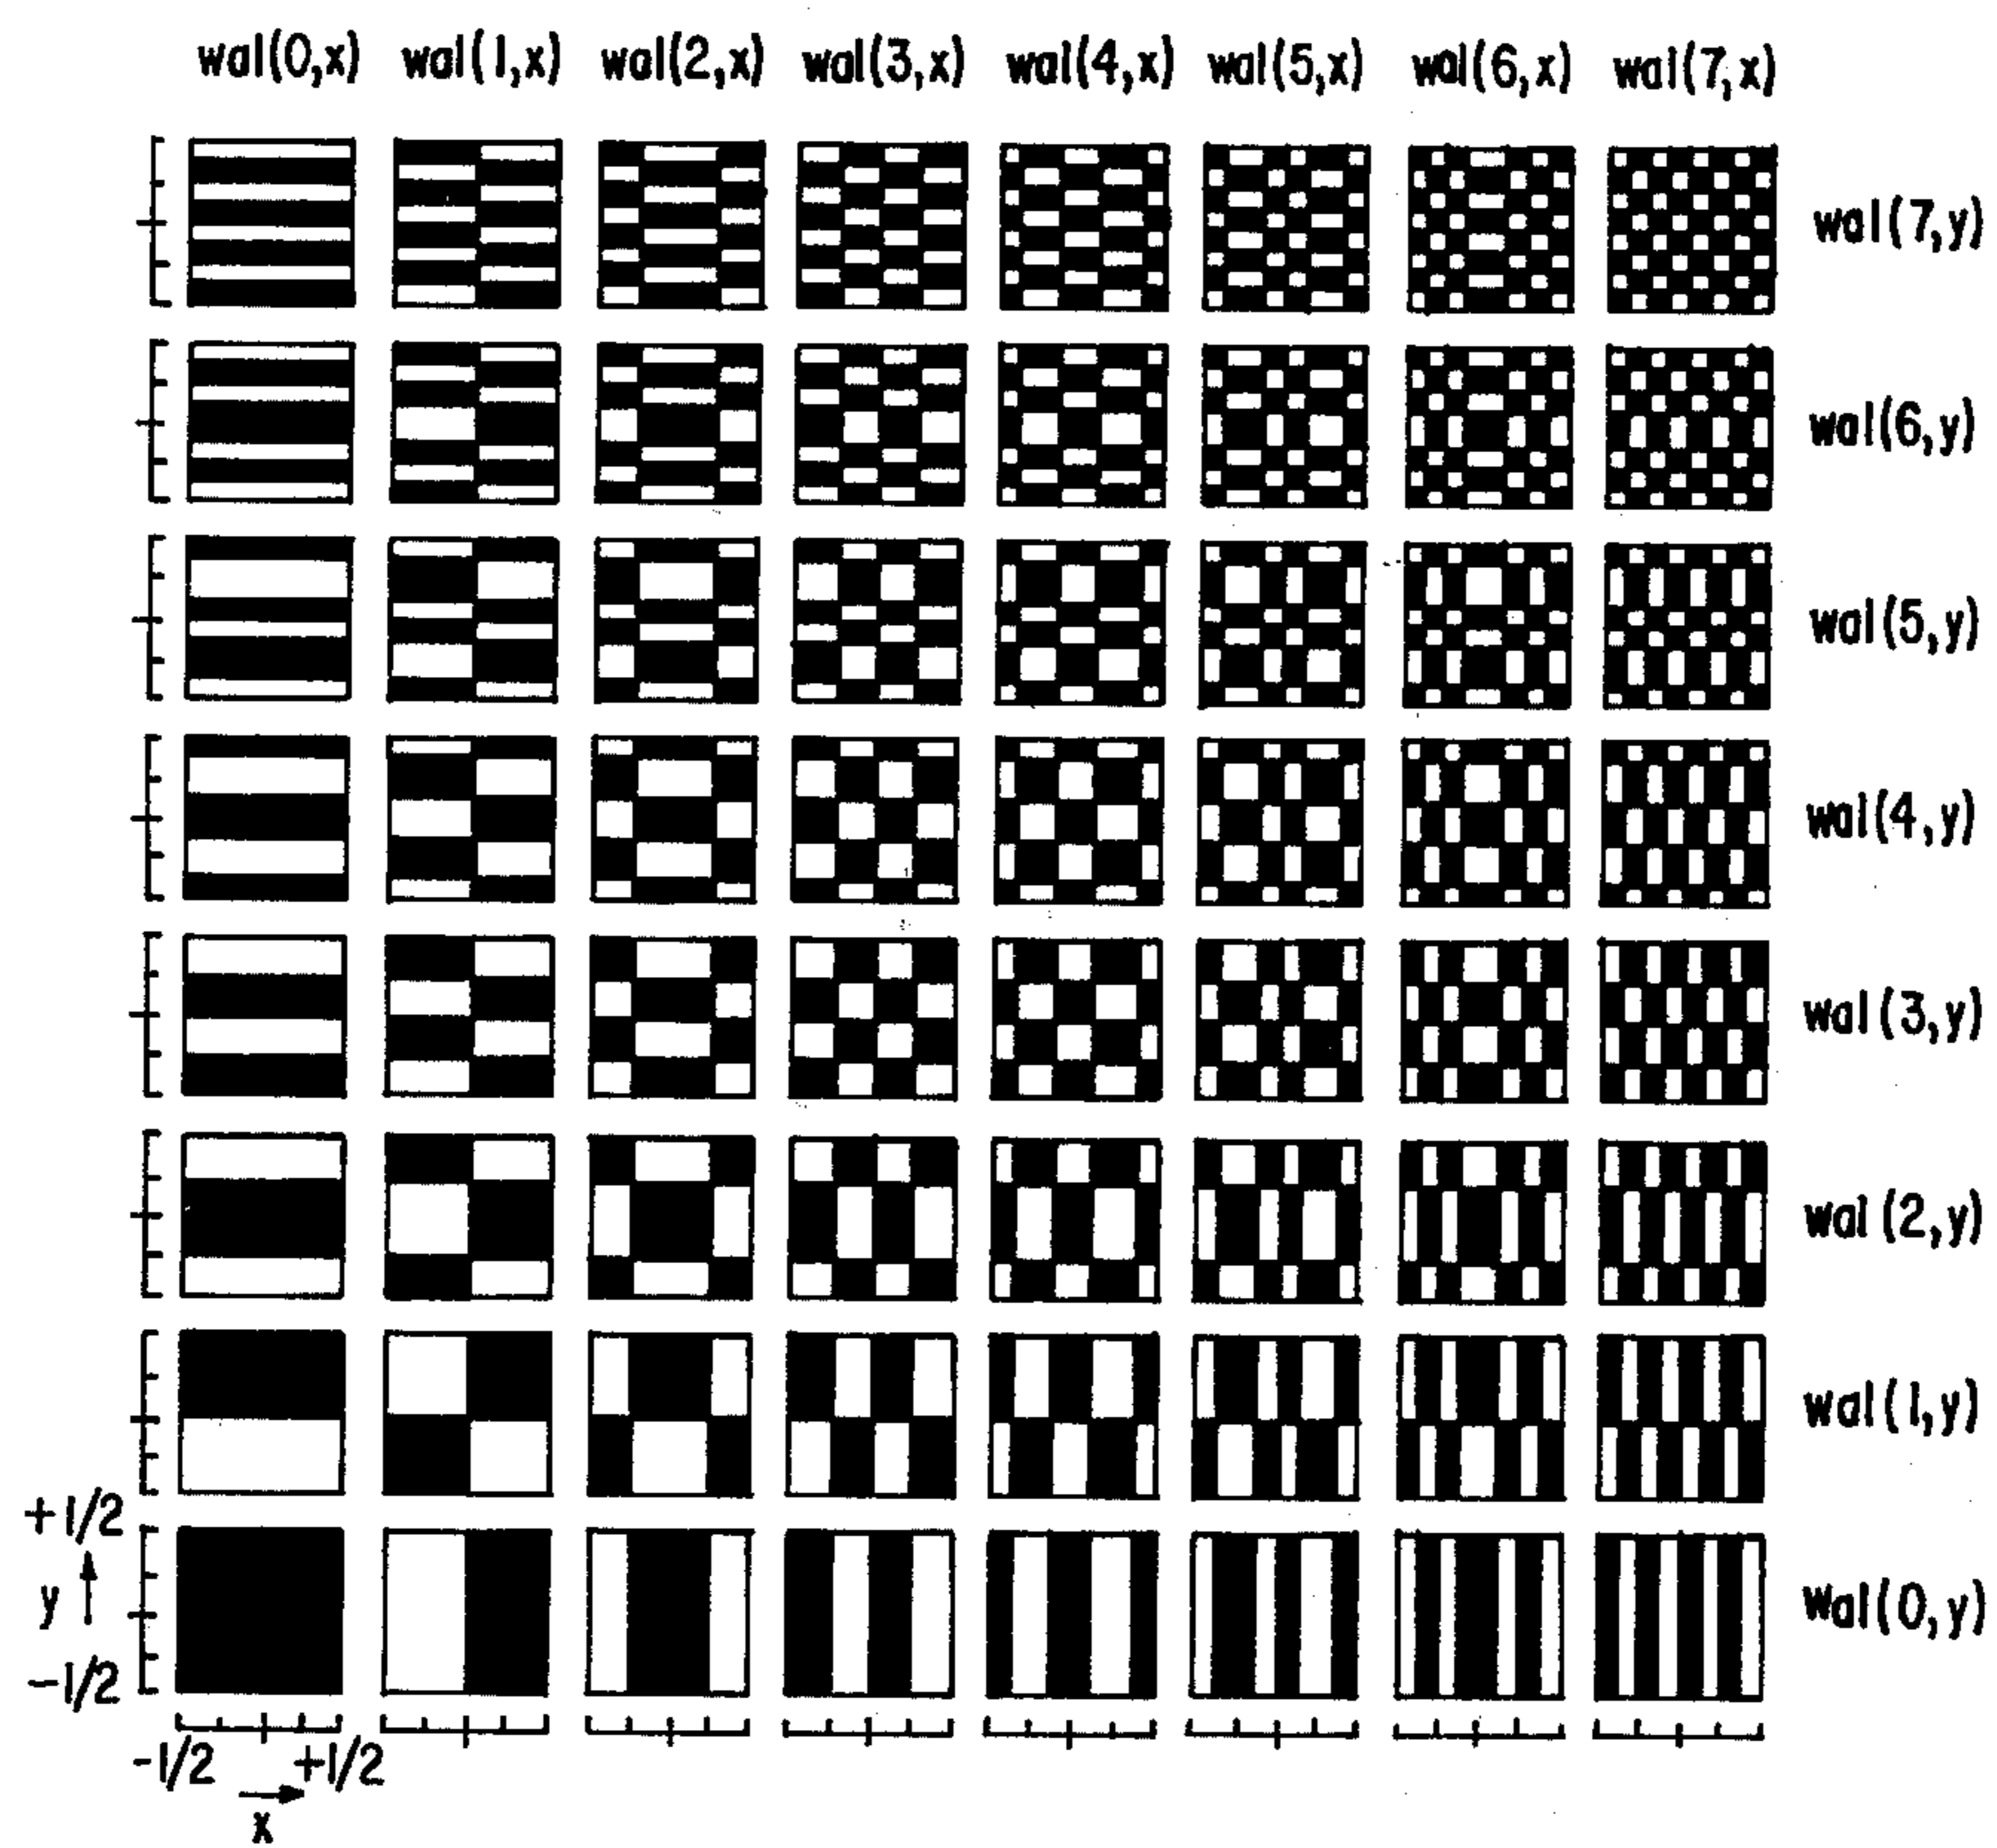 wal(0,x) wal(1,x) wal(2,x) wal(3,x) wal(4,x) wal(5,x) wal(6,x) wal(7,x)
wal(7,y)
wal(6,y)
wal(5,y)
wal(4,y)
wal(3,y)
wal(2,y)
wal(1,y)
+1/2
y
wal(0,y)
-1/2
-1/2 +1/2
x